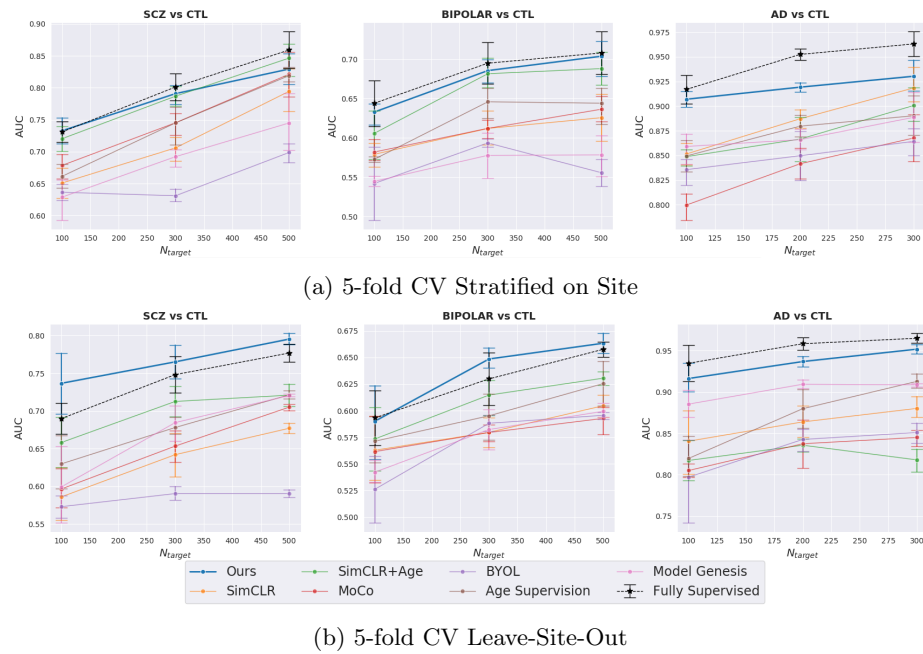 SCZ vs CTL
BIPOLAR vs CTL
AD vs CTL
AUC
0.90
0.85
0.80
0.75
0.70
0.65
0.60
100 150 200 250 300 350 400 450 500
N_target
AUC
0.70
0.65
0.60
0.55
0.50
100 150 200 250 300 350 400 450 500
N_target
AUC
0.975
0.950
0.925
0.900
0.875
0.850
0.825
0.800
100 125 150 175 200 225 250 275 300
N_target
(a) 5-fold CV Stratified on Site
SCZ vs CTL
BIPOLAR vs CTL
AD vs CTL
AUC
0.80
0.75
0.70
0.65
0.60
0.55
100 150 200 250 300 350 400 450 500
N_target
AUC
0.675
0.650
0.625
0.600
0.575
0.550
0.525
0.500
100 150 200 250 300 350 400 450 500
N_target
AUC
0.95
0.90
0.85
0.80
0.75
100 125 150 175 200 225 250 275 300
N_target
Ours SimCLR+Age BYOL Model Genesis
SimCLR MoCo Age Supervision Fully Supervised
(b) 5-fold CV Leave-Site-Out